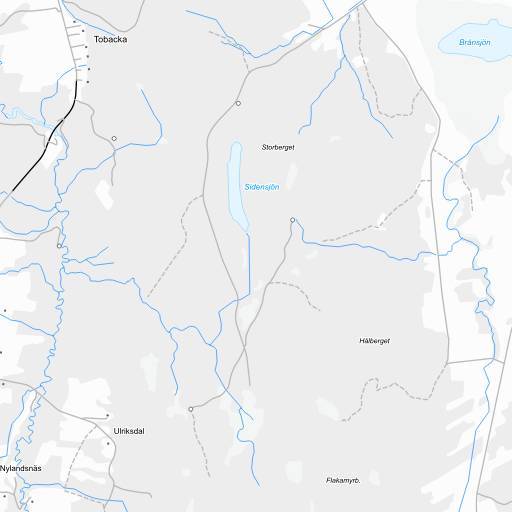 Tobacka
Bränsjön
Storberget
Sidensjön
Hälberget
Ulriksdal
Nylandsnäs
Flakamyrb.